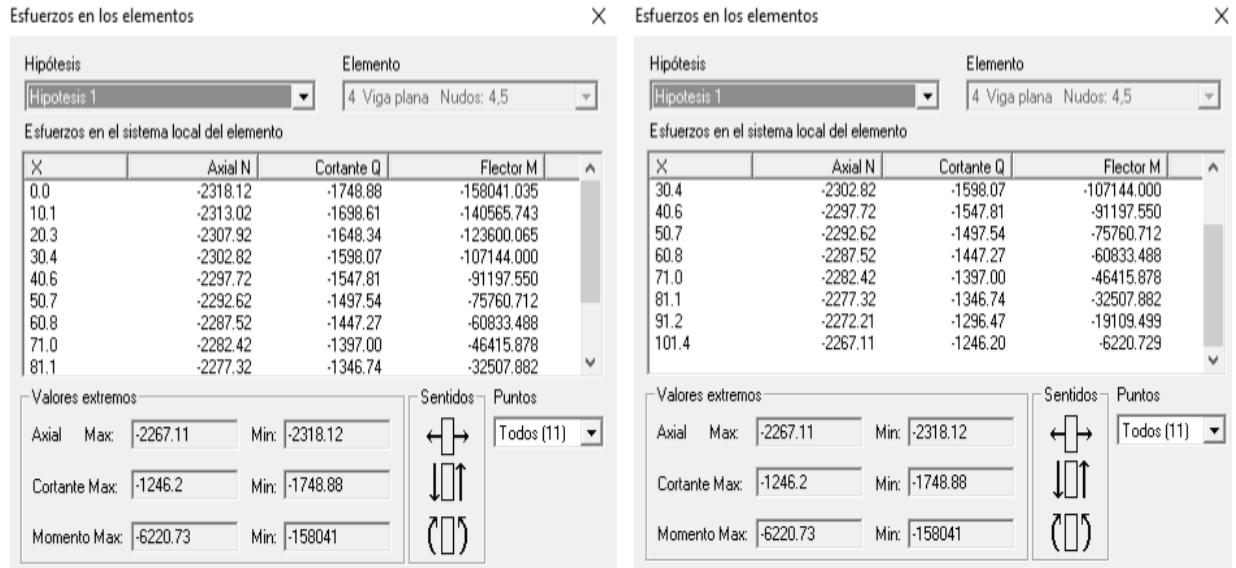 Esfuerzos en los elementos
Hipótesis Elemento
Hipotesis 1 4 Viga plana Nudos: 4,5
Esfuerzos en el sistema local del elemento
X Axial N Cortante Q Flector M
0.0 -2318.12 -1748.88 -158041.035
10.1 -2313.02 -1698.61 -140565.743
20.3 -2307.92 -1648.34 -123600.065
30.4 -2302.82 -1598.07 -107144.000
40.6 -2297.72 -1547.81 -91197.550
50.7 -2292.62 -1497.54 -75760.712
60.8 -2287.52 -1447.27 -60833.488
71.0 -2282.42 -1397.00 -46415.878
81.1 -2277.32 -1346.74 -32507.882
Valores extremos Sentidos Puntos
Axial Max: -2267.11 Min: -2318.12 Todos (11)
Cortante Max: -1246.2 Min: -1748.88
Momento Max: -6220.73 Min: -158041
Esfuerzos en los elementos
Hipótesis Elemento
Hipotesis 1 4 Viga plana Nudos: 4,5
Esfuerzos en el sistema local del elemento
X Axial N Cortante Q Flector M
30.4 -2302.82 -1598.07 -107144.000
40.6 -2297.72 -1547.81 -91197.550
50.7 -2292.62 -1497.54 -75760.712
60.8 -2287.52 -1447.27 -60833.488
71.0 -2282.42 -1397.00 -46415.878
81.1 -2277.32 -1346.74 -32507.882
91.2 -2272.21 -1296.47 -19109.499
101.4 -2267.11 -1246.20 -6220.729
Valores extremos Sentidos Puntos
Axial Max: -2267.11 Min: -2318.12 Todos (11)
Cortante Max: -1246.2 Min: -1748.88
Momento Max: -6220.73 Min: -158041